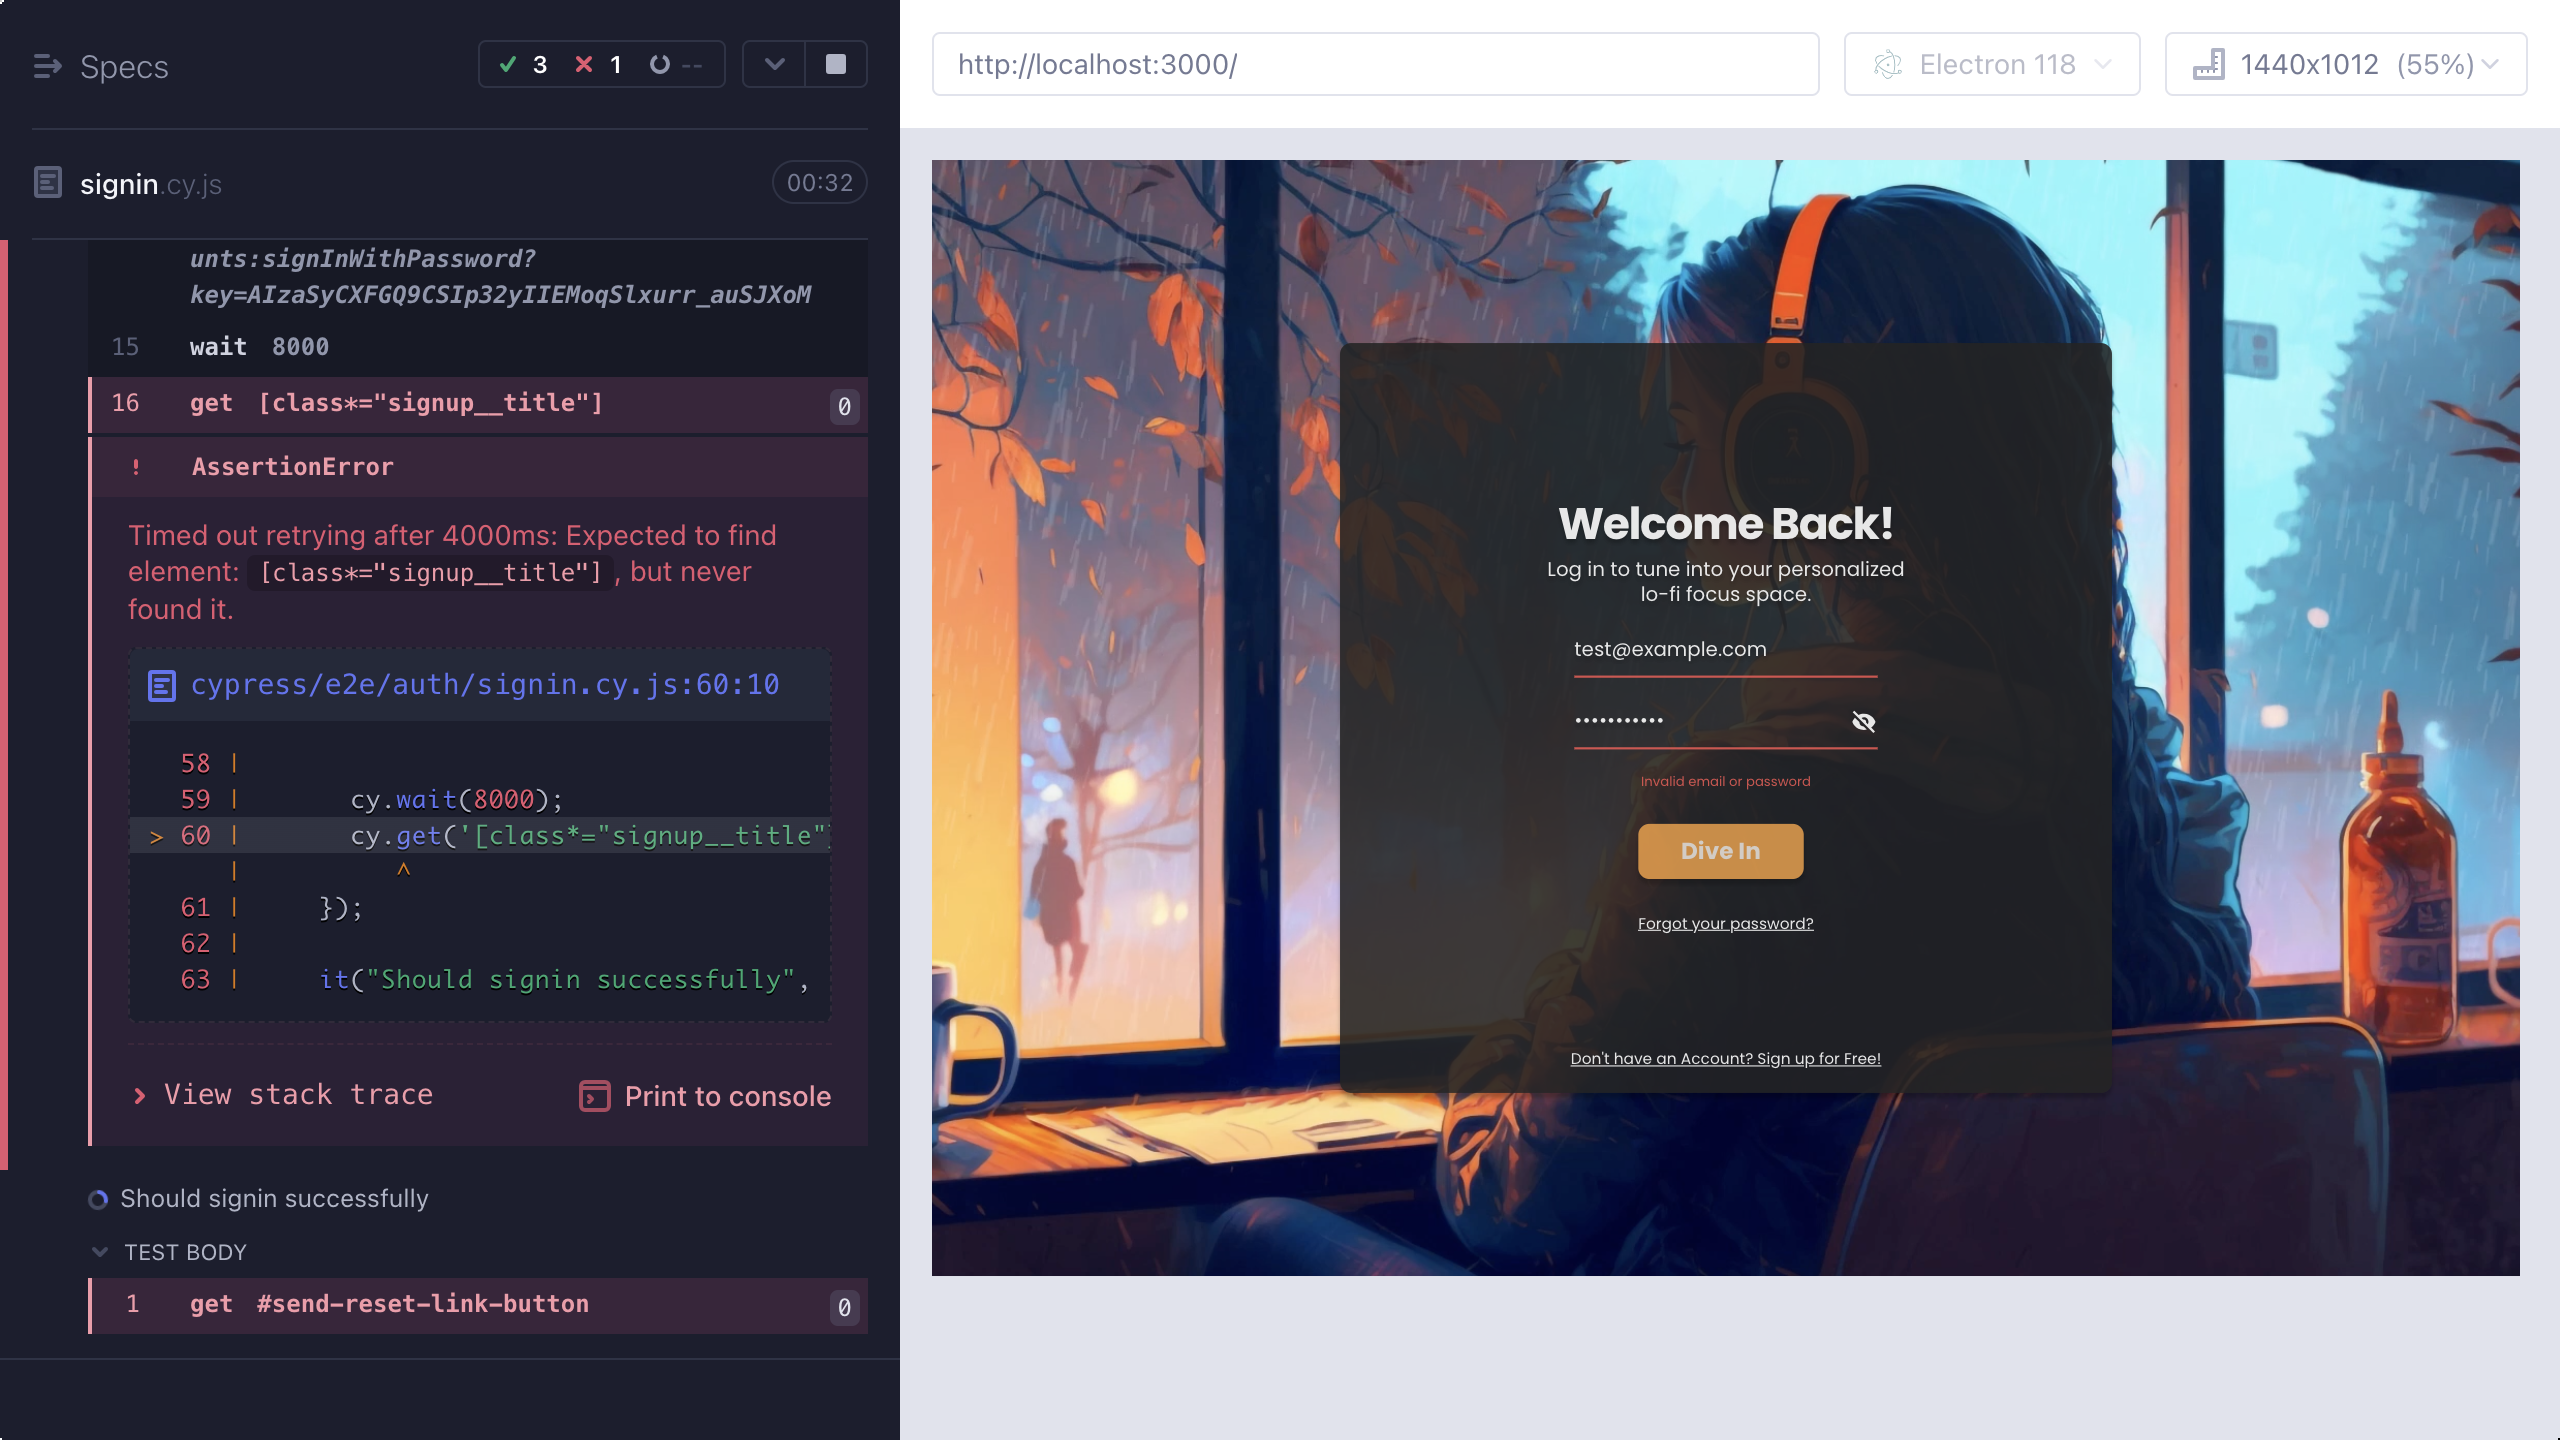 Specs
3 1 --
signin.cy.js 00:32
unts:signInWithPassword?
key=AIzaSyCXFGQ9CSIp32yIIEMoqSlxurr_auSJXoM
15 wait 8000
16 get [class*="signup__title"] 0
! AssertionError
Timed out retrying after 4000ms: Expected to find
element: [class*="signup__title"] , but never
found it.
cypress/e2e/auth/signin.cy.js:60:10
58 |
59 | cy.wait(8000);
> 60 | cy.get('[class*="signup__title"]
| ^
61 | });
62 |
63 | it("Should signin successfully",
View stack trace
Print to console
Should signin successfully
TEST BODY
1 get #send-reset-link-button 0
http://localhost:3000/
Electron 118
1440x1012 (55%)
Welcome Back!
Log in to tune into your personalized
lo-fi focus space.
test@example.com
•••••••••••
Invalid email or password
Dive In
Forgot your password?
Don't have an Account? Sign up for Free!